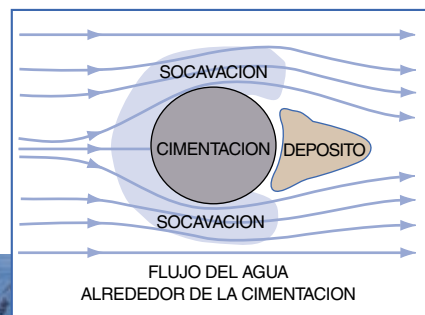 SOCAVACION
CIMENTACION
DEPOSITO
SOCAVACION
FLUJO DEL AGUA
ALREDEDOR DE LA CIMENTACION